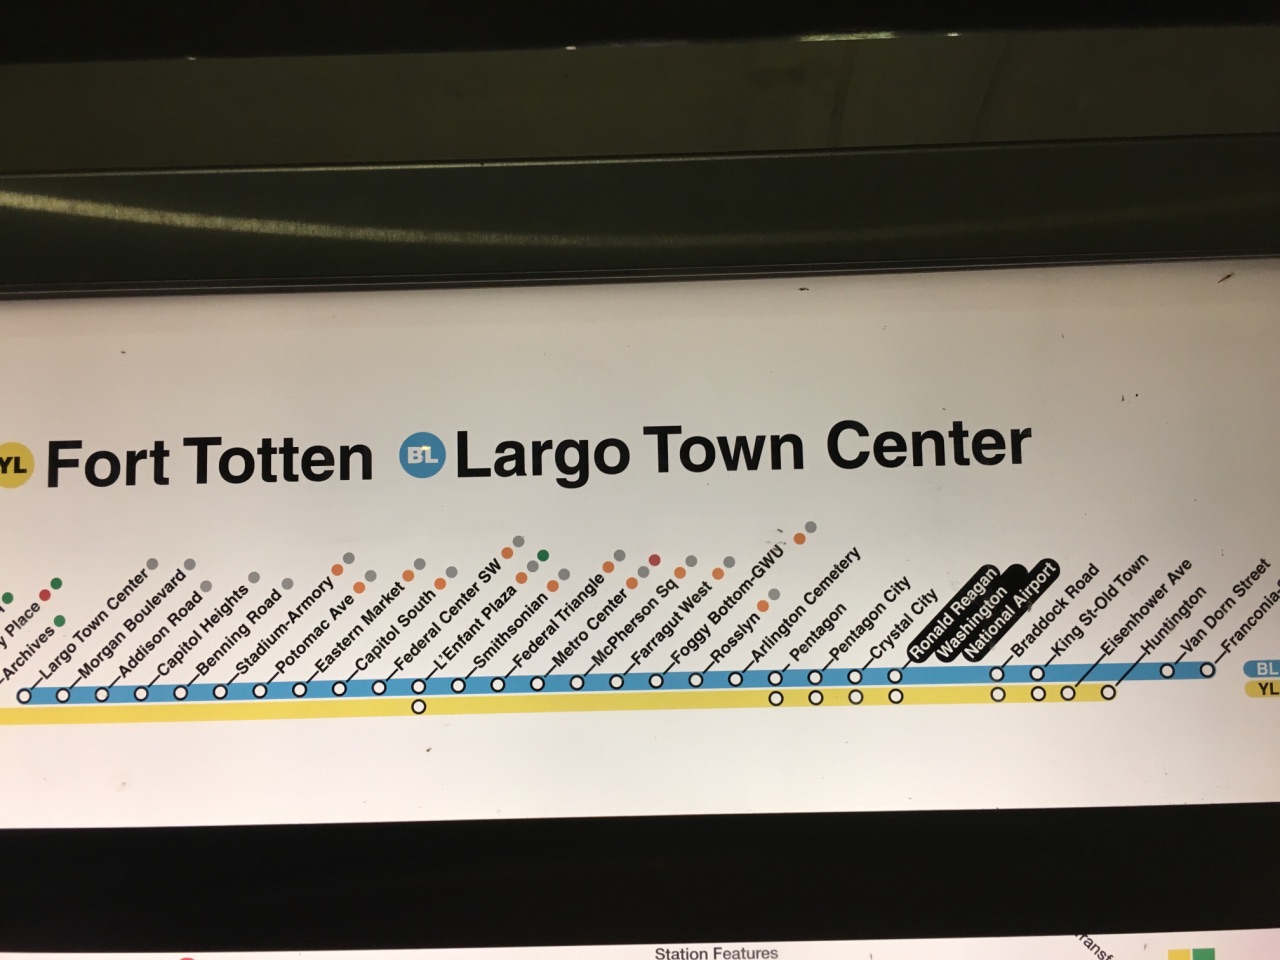 YL Fort Totten BL Largo Town Center
Place
Archives
Largo Town Center
Morgan Boulevard
Addison Road
Capitol Heights
Benning Road
Stadium-Armory
Potomac Ave
Eastern Market
Capitol South
Federal Center SW
L'Enfant Plaza
Smithsonian
Federal Triangle
Metro Center
McPherson Sq
Farragut West
Foggy Bottom-GWU
Rosslyn
Arlington Cemetery
Pentagon
Pentagon City
Crystal City
Ronald Reagan
Washington
National Airport
Braddock Road
King St-Old Town
Eisenhower Ave
Huntington
Van Dorn Street
Franconia
BL
YL
Station Features